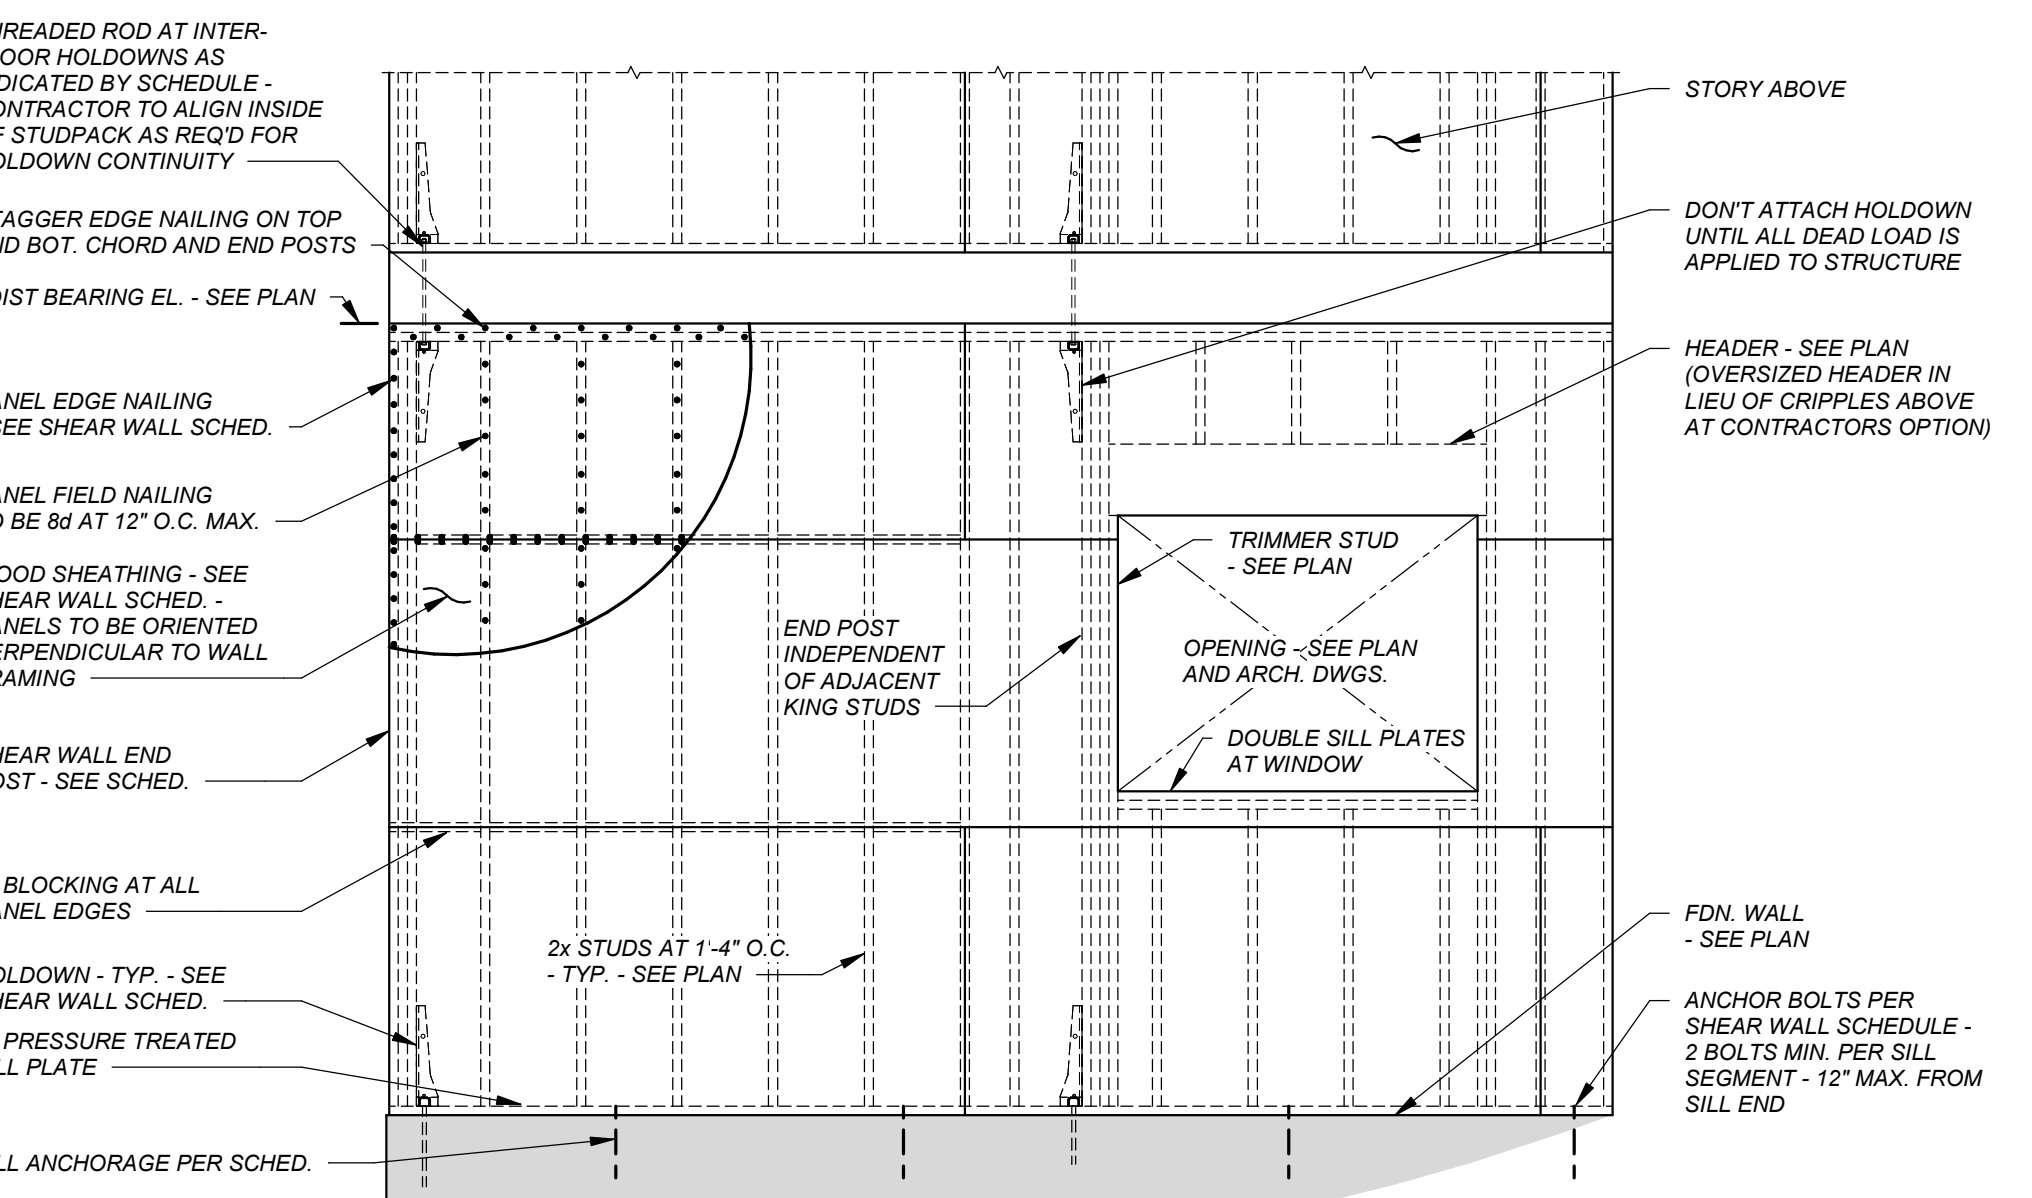 HREADED ROD AT INTER-
OOR HOLDOWNS AS
DICATED BY SCHEDULE -
ONTRACTOR TO ALIGN INSIDE
F STUDPACK AS REQ'D FOR
OLDOWN CONTINUITY
TAGGER EDGE NAILING ON TOP
ND BOT. CHORD AND END POSTS
OIST BEARING EL. - SEE PLAN
ANEL EDGE NAILING
SEE SHEAR WALL SCHED.
ANEL FIELD NAILING
O BE 8d AT 12" O.C. MAX.
OOD SHEATHING - SEE
HEAR WALL SCHED. -
ANELS TO BE ORIENTED
ERPENDICULAR TO WALL
RAMING
HEAR WALL END
OST - SEE SCHED.
BLOCKING AT ALL
ANEL EDGES
OLDOWN - TYP. - SEE
HEAR WALL SCHED.
PRESSURE TREATED
LL PLATE
LL ANCHORAGE PER SCHED.
END POST
INDEPENDENT
OF ADJACENT
KING STUDS
2x STUDS AT 1'-4" O.C.
- TYP. - SEE PLAN
TRIMMER STUD
- SEE PLAN
OPENING - SEE PLAN
AND ARCH. DWGS.
DOUBLE SILL PLATES
AT WINDOW
STORY ABOVE
DON'T ATTACH HOLDOWN
UNTIL ALL DEAD LOAD IS
APPLIED TO STRUCTURE
HEADER - SEE PLAN
(OVERSIZED HEADER IN
LIEU OF CRIPPLES ABOVE
AT CONTRACTORS OPTION)
FDN. WALL
- SEE PLAN
ANCHOR BOLTS PER
SHEAR WALL SCHEDULE -
2 BOLTS MIN. PER SILL
SEGMENT - 12" MAX. FROM
SILL END